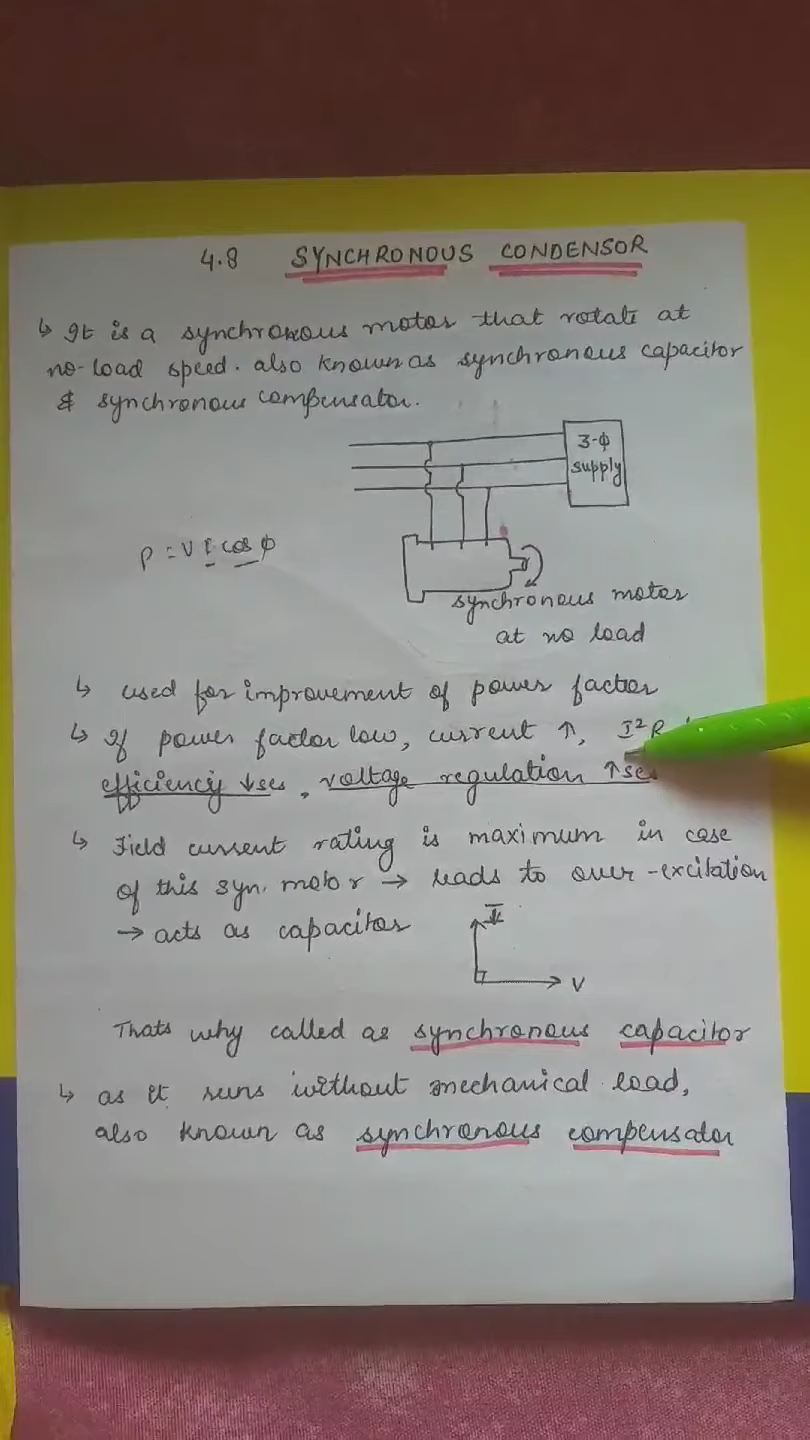 4.8 SYNCHRONOUS CONDENSOR
↳ It is a synchronous motor that rotate at
no-load speed. also known as synchronous capacitor
& synchronous compensator.
3-ϕ
supply
P = V I cos ϕ
synchronous motor
at no load
↳ used for improvement of power factor
↳ If power factor low, current ↑, I²R
efficiency ↓ses, voltage regulation ↑ses
↳ Field current rating is maximum in case
of this syn. motor → leads to over-excitation
→ acts as capacitor
I
V
Thats why called as synchronous capacitor
↳ as it runs without mechanical load,
also known as synchronous compensator